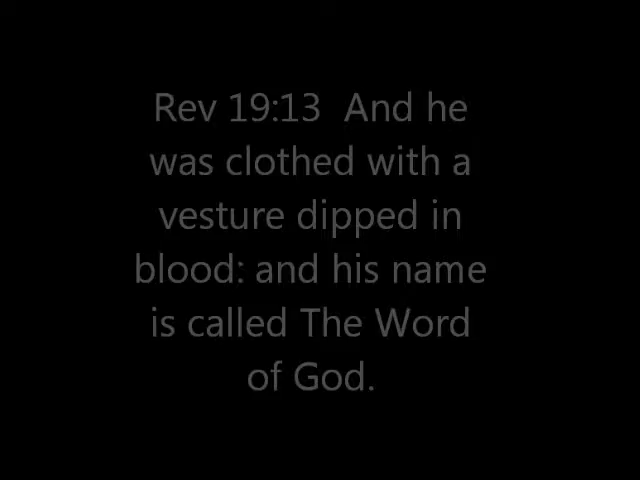 Rev 19:13  And he
was clothed with a
vesture dipped in
blood: and his name
is called The Word
of God.